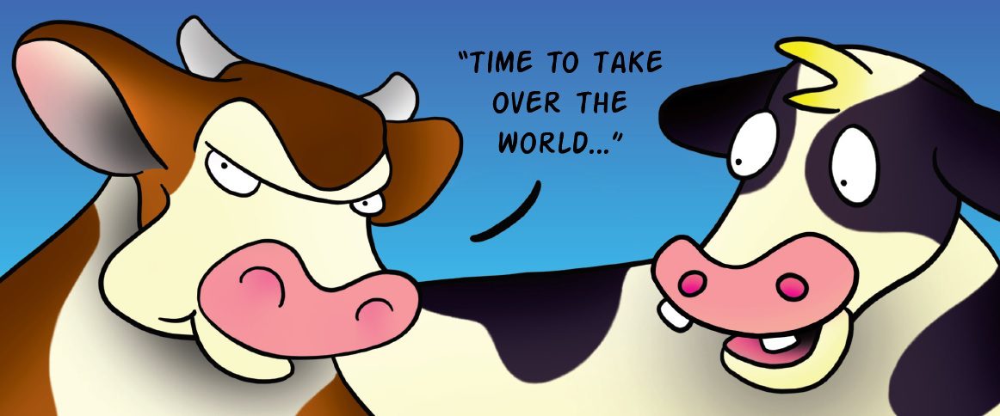 "TIME TO TAKE
OVER THE
WORLD..."